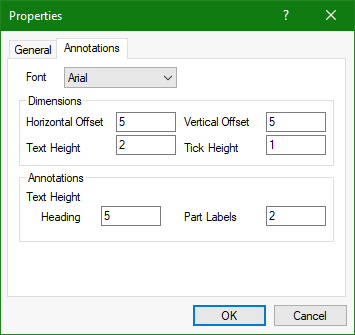 Properties ?
General Annotations
Font Arial
Dimensions
Horizontal Offset 5 Vertical Offset 5
Text Height 2 Tick Height 1
Annotations
Text Height
Heading 5 Part Labels 2
OK Cancel